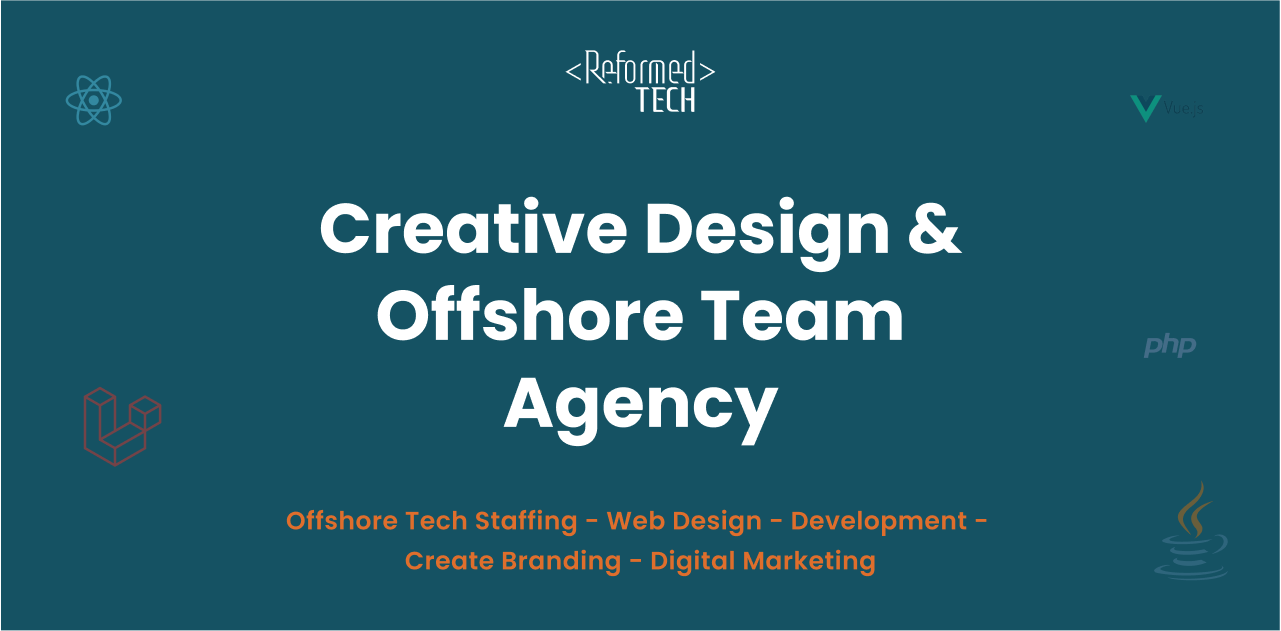 <Reformed>
TECH
Vue.js
Creative Design &
Offshore Team
Agency
php
Offshore Tech Staffing - Web Design - Development -
Create Branding - Digital Marketing